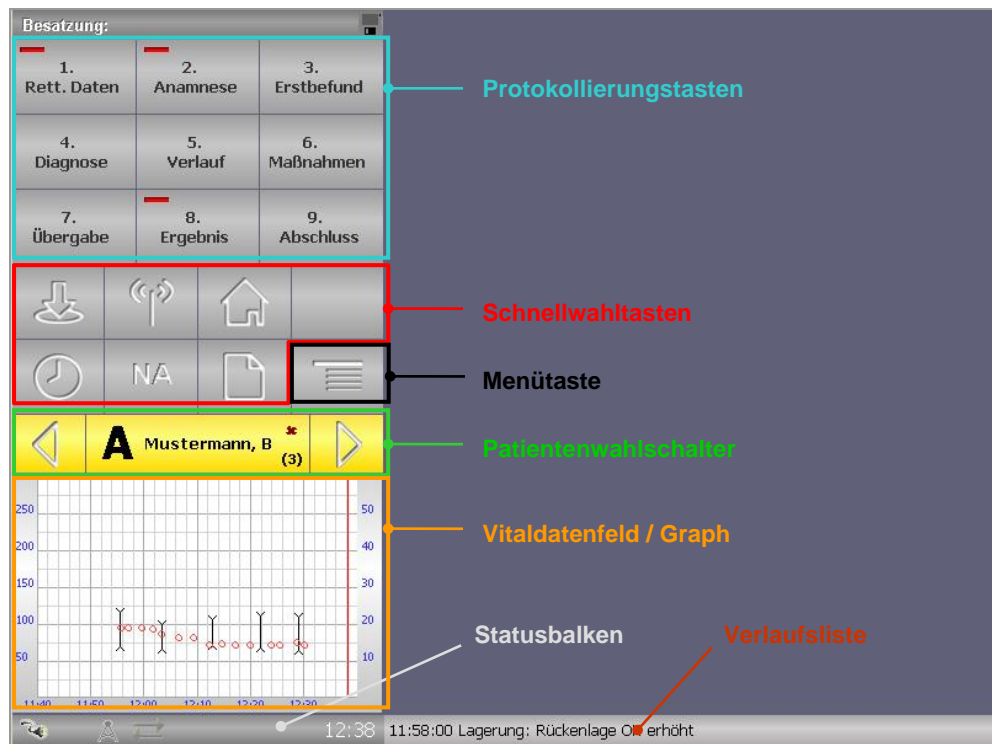 Besatzung:
1.
Rett. Daten
2.
Anamnese
3.
Erstbefund
4.
Diagnose
5.
Verlauf
6.
Maßnahmen
7.
Übergabe
8.
Ergebnis
9.
Abschluss
Protokollierungstasten
Schnellwahltasten
NA
Menütaste
A Mustermann, B
(3)
Patientenwahlschalter
250
200
150
100
50
50
40
30
20
10
Vitaldatenfeld / Graph
11:40 11:50 12:00 12:10 12:20 12:30
Statusbalken
Verlaufsliste
12:38
11:58:00 Lagerung: Rückenlage erhöht